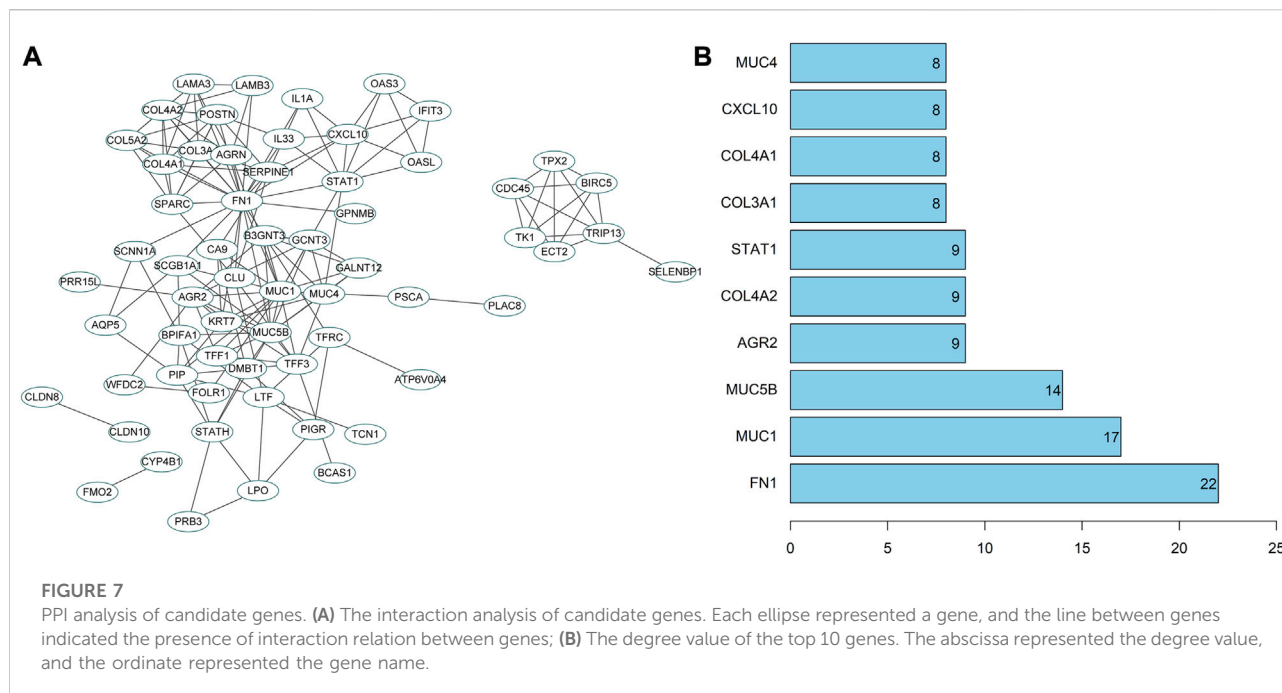 A
LAMA3
LAMB3
OAS3
IL1A
COL4A2
POSTN
IFIT3
COL5A2
IL33
CXCL10
COL3A
AGRN
COL4A1
SERPINE1
OASL
STAT1
SPARC
FN1
GPNMB
B3GNT3
GCNT3
SCNN1A
CA9
SCGB1A1
CLU
GALNT12
PRR15L
AGR2
MUC1
MUC4
PSCA
PLAC8
AQP5
KRT7
BPIFA1
MUC5B
TFRC
TFF1
TFF3
PIP
DMBT1
ATP6V0A4
WFDC2
FOLR1
LTF
CLDN8
CLDN10
STATH
PIGR
TCN1
CYP4B1
BCAS1
FMO2
LPO
PRB3
TPX2
CDC45
BIRC5
TK1
TRIP13
ECT2
SELENBP1
B
MUC4 8
CXCL10 8
COL4A1 8
COL3A1 8
STAT1 9
COL4A2 9
AGR2 9
MUC5B 14
MUC1 17
FN1 22
0 5 10 15 20 25
FIGURE 7
PPI analysis of candidate genes. (A) The interaction analysis of candidate genes. Each ellipse represented a gene, and the line between genes
indicated the presence of interaction relation between genes; (B) The degree value of the top 10 genes. The abscissa represented the degree value,
and the ordinate represented the gene name.